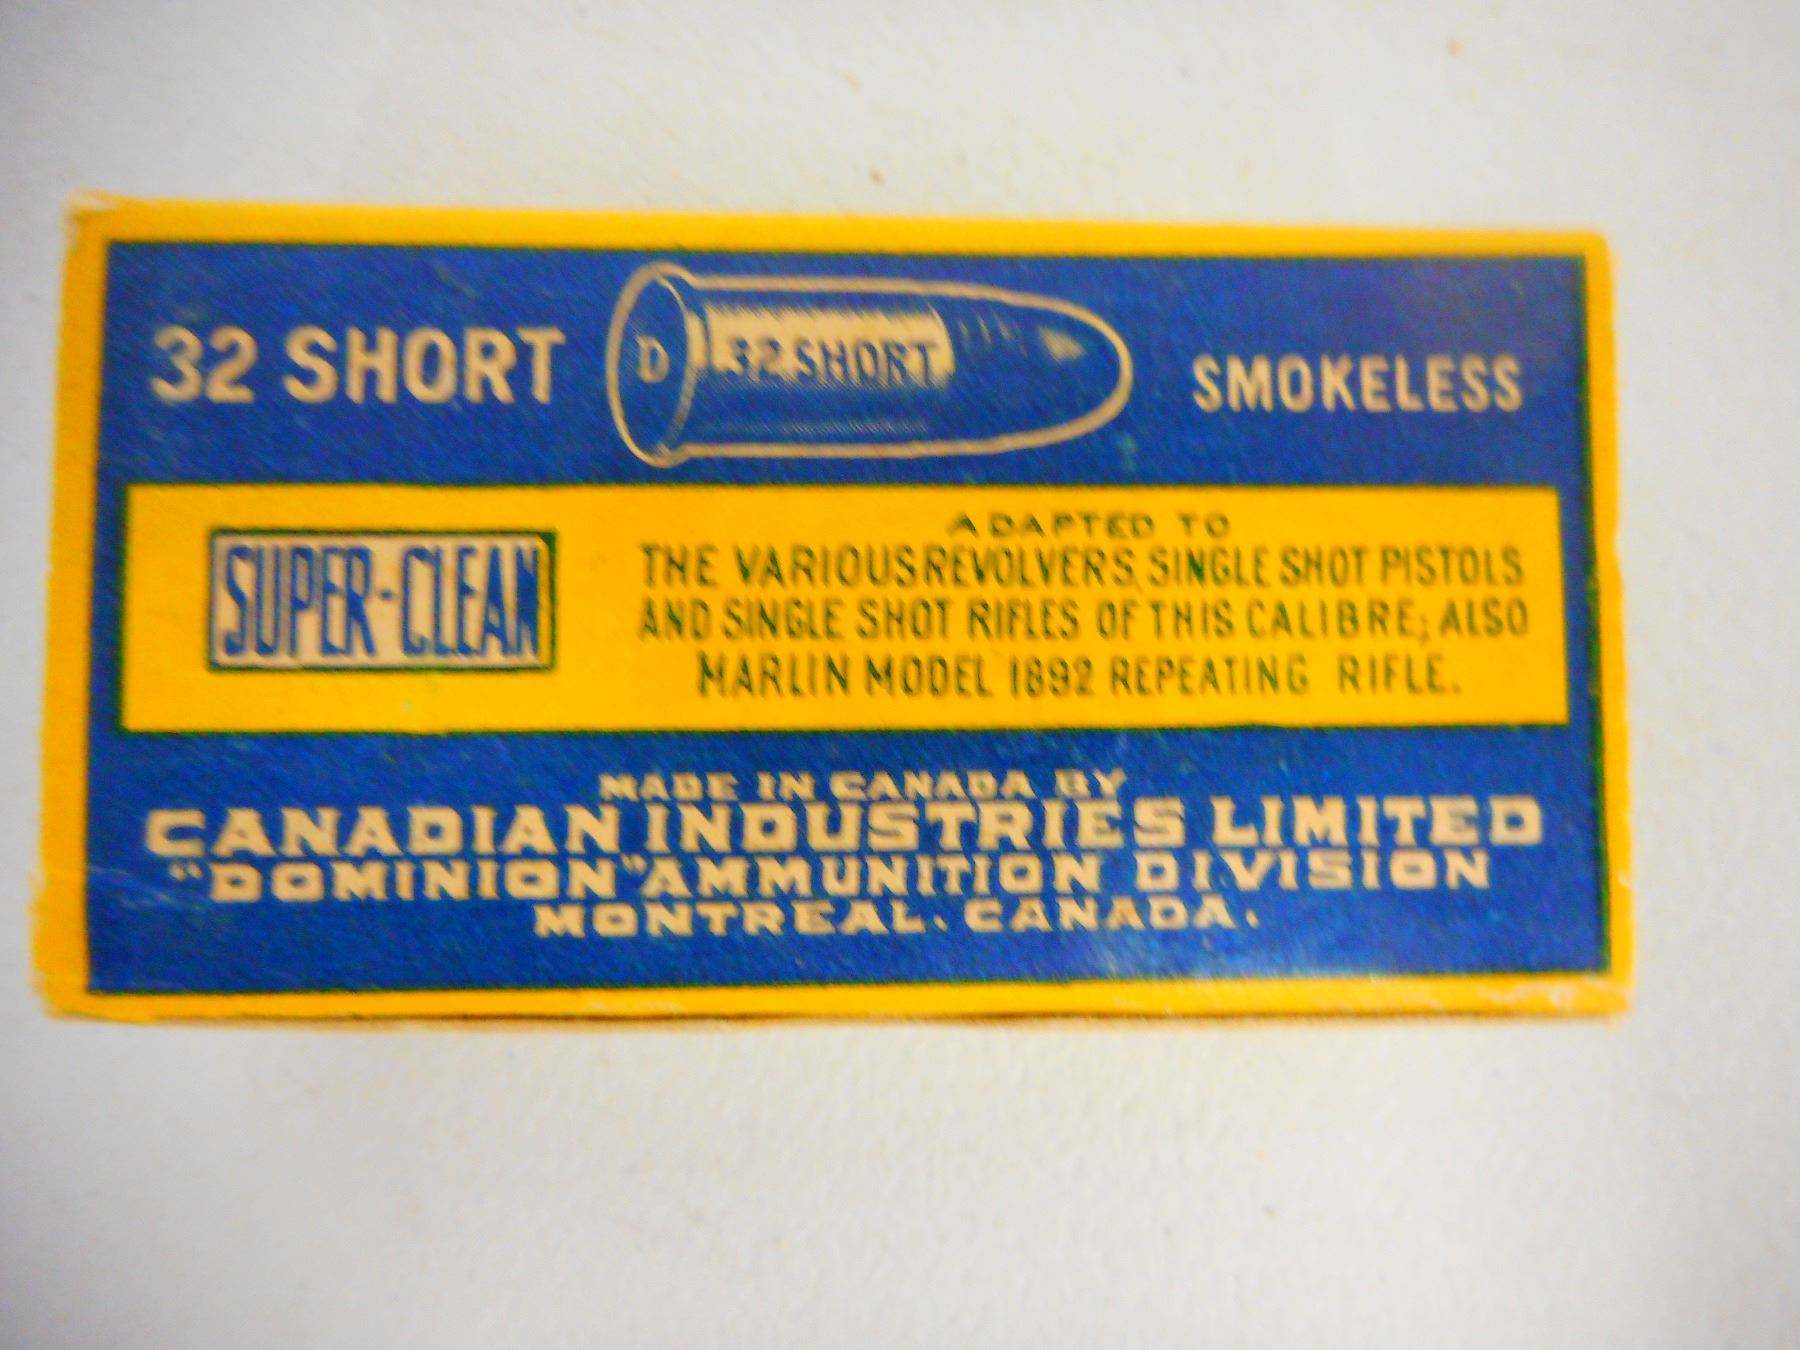 32 SHORT
D
32 SHORT
SMOKELESS
SUPER-CLEAN
ADAPTED TO
THE VARIOUS REVOLVERS, SINGLE SHOT PISTOLS
AND SINGLE SHOT RIFLES OF THIS CALIBRE; ALSO
MARLIN MODEL 1892 REPEATING RIFLE.
MADE IN CANADA BY
CANADIAN INDUSTRIES LIMITED
"DOMINION" AMMUNITION DIVISION
MONTREAL. CANADA.